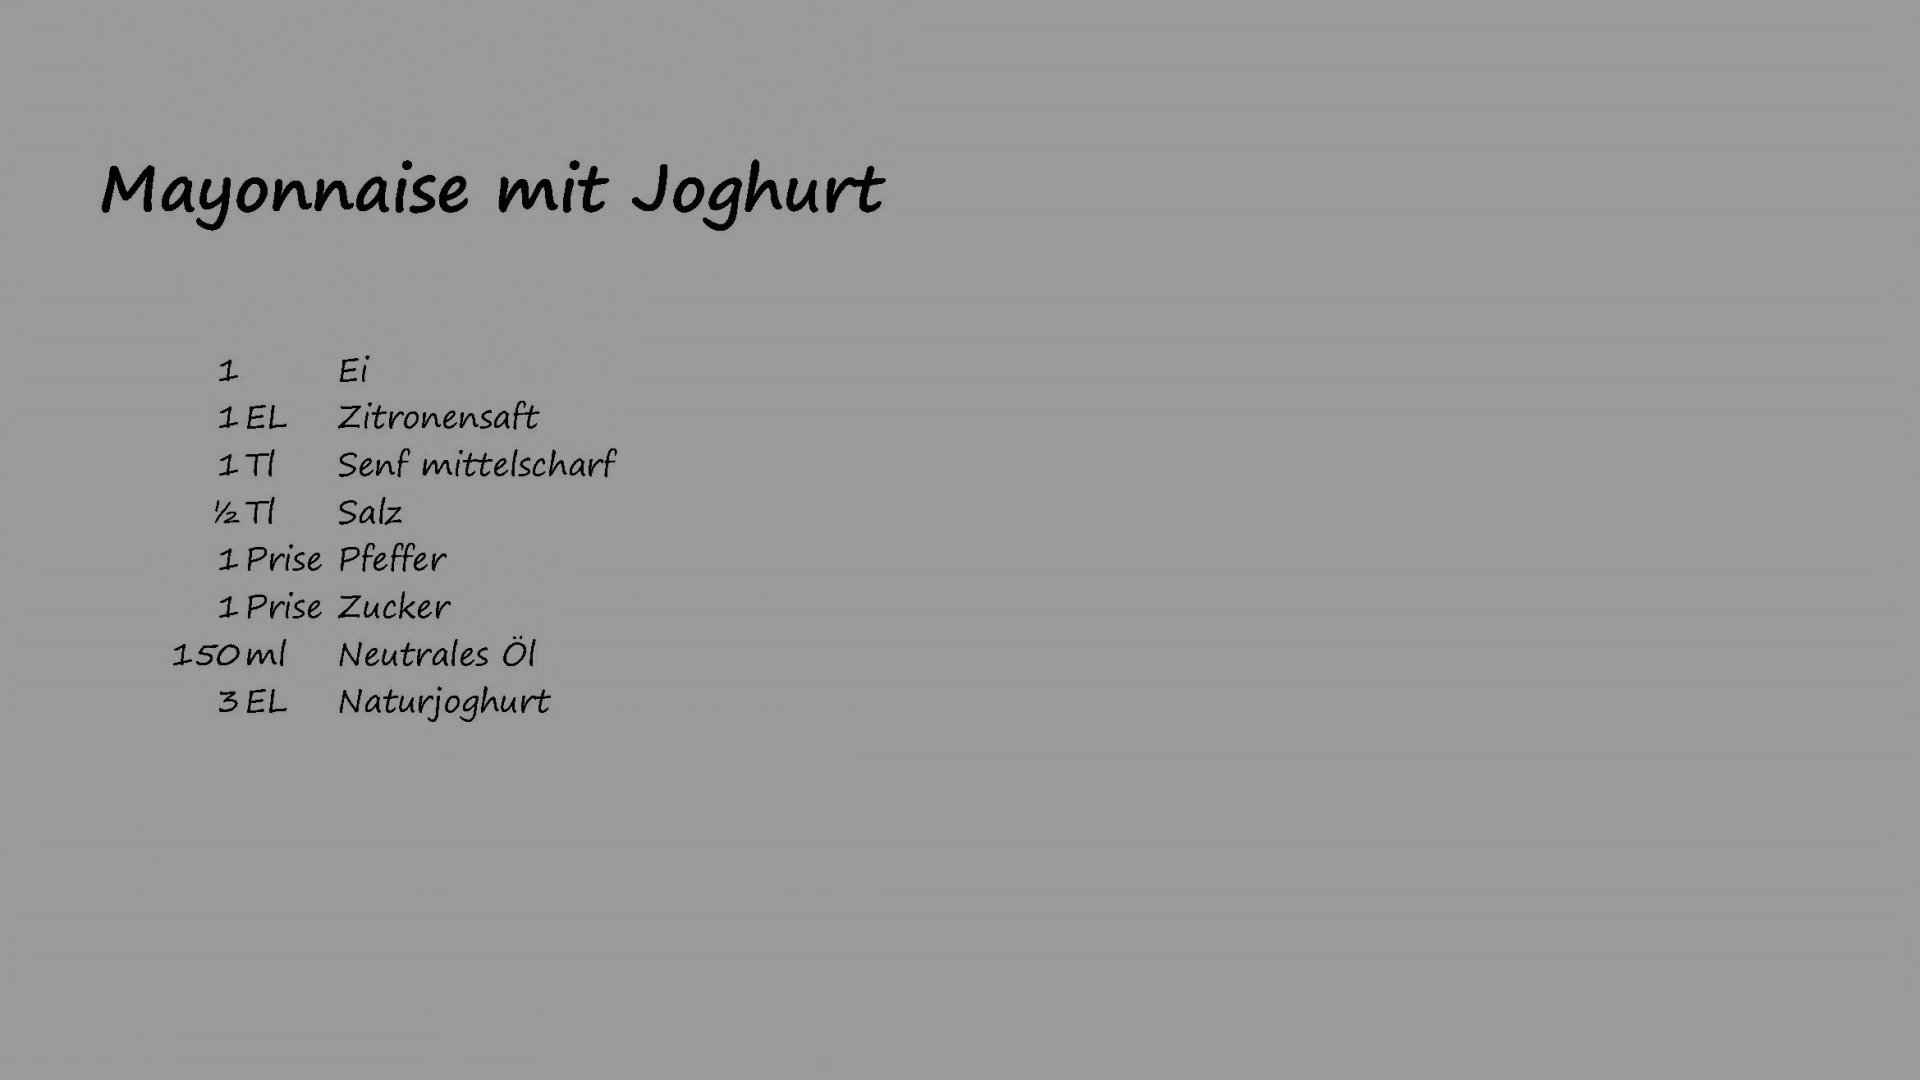 Mayonnaise mit Joghurt
1 Ei
1 EL Zitronensaft
1 Tl Senf mittelscharf
½ Tl Salz
1 Prise Pfeffer
1 Prise Zucker
150 ml Neutrales Öl
3 EL Naturjoghurt